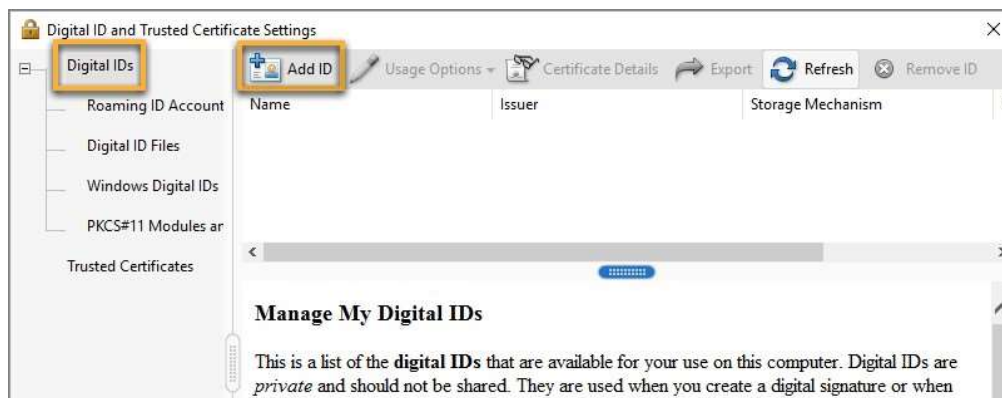 Digital ID and Trusted Certificate Settings
Digital IDs
Roaming ID Account
Digital ID Files
Windows Digital IDs
PKCS#11 Modules ar
Trusted Certificates
Add ID Usage Options Certificate Details Export Refresh Remove ID
Name Issuer Storage Mechanism
Manage My Digital IDs
This is a list of the digital IDs that are available for your use on this computer. Digital IDs are
private and should not be shared. They are used when you create a digital signature or when